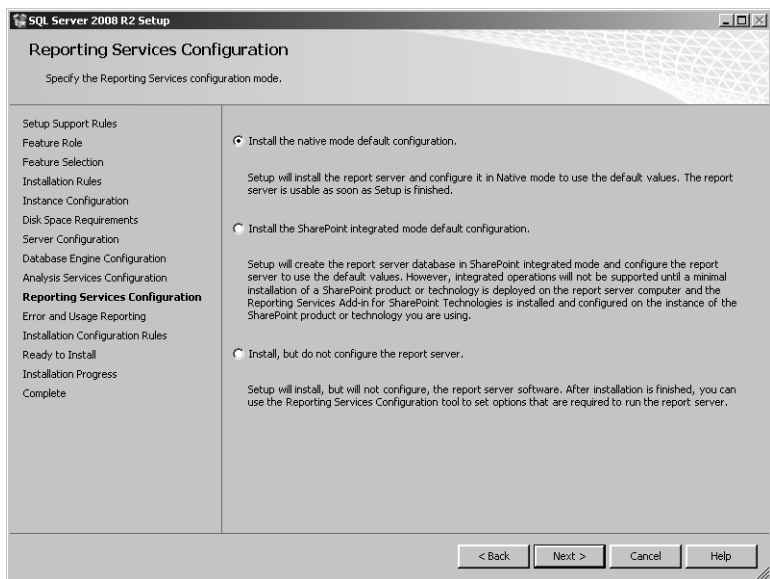 SQL Server 2008 R2 Setup
Reporting Services Configuration
Specify the Reporting Services configuration mode.
Setup Support Rules
Feature Role
Feature Selection
Installation Rules
Instance Configuration
Disk Space Requirements
Server Configuration
Database Engine Configuration
Analysis Services Configuration
Reporting Services Configuration
Error and Usage Reporting
Installation Configuration Rules
Ready to Install
Installation Progress
Complete
Install the native mode default configuration.
Setup will install the report server and configure it in Native mode to use the default values. The report
server is usable as soon as Setup is finished.
Install the SharePoint integrated mode default configuration.
Setup will create the report server database in SharePoint integrated mode and configure the report
server to use the default values. However, integrated operations will not be supported until a minimal
installation of a SharePoint product or technology is deployed on the report server computer and the
Reporting Services Add-in for SharePoint Technologies is installed and configured on the instance of the
SharePoint product or technology you are using.
Install, but do not configure the report server.
Setup will install, but will not configure, the report server software. After installation is finished, you can
use the Reporting Services Configuration tool to set options that are required to run the report server.
< Back
Next >
Cancel
Help